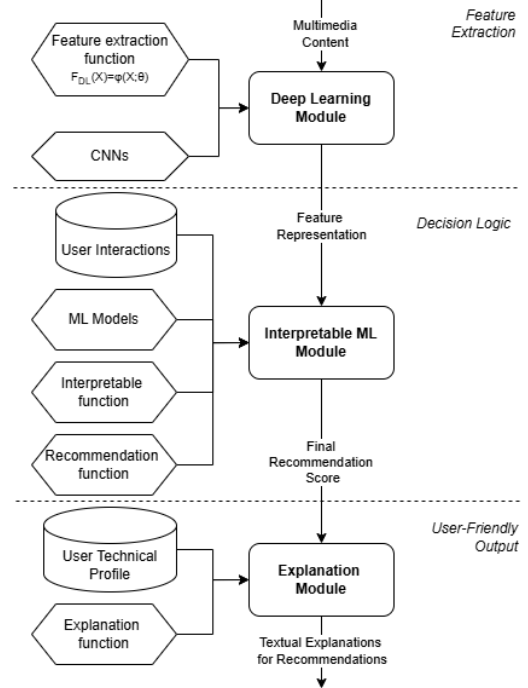 Feature
Extraction
Multimedia
Content
Feature extraction
function
F_DL(X)=φ(X;θ)
Deep Learning
Module
CNNs
Feature
Representation
Decision Logic
User Interactions
ML Models
Interpretable ML
Module
Interpretable
function
Recommendation
function
Final
Recommendation
Score
User-Friendly
Output
User Technical
Profile
Explanation
Module
Explanation
function
Textual Explanations
for Recommendations